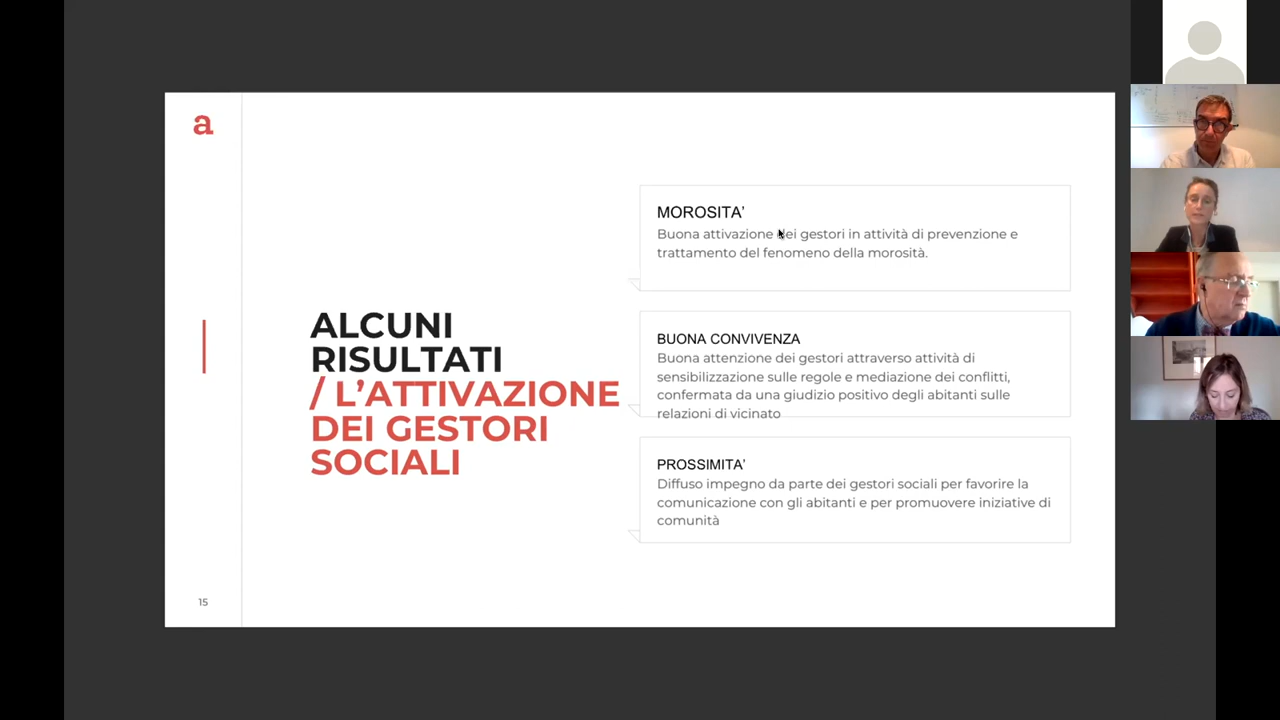 a
ALCUNI
RISULTATI
/ L’ATTIVAZIONE
DEI GESTORI
SOCIALI
MOROSITA’
Buona attivazione dei gestori in attività di prevenzione e
trattamento del fenomeno della morosità.
BUONA CONVIVENZA
Buona attenzione dei gestori attraverso attività di
sensibilizzazione sulle regole e mediazione dei conflitti,
confermata da una giudizio positivo degli abitanti sulle
relazioni di vicinato
PROSSIMITA’
Diffuso impegno da parte dei gestori sociali per favorire la
comunicazione con gli abitanti e per promuovere iniziative di
comunità
15